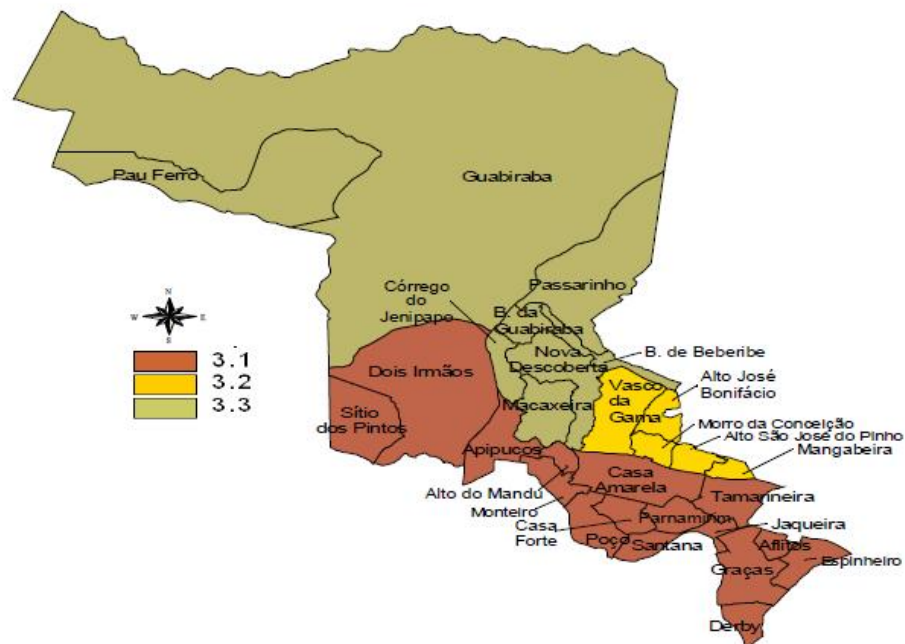 Pau Ferro
Guabiraba
Passarinho
Córrego
do
Jenipapo
B. da
Guabiraba
N
W
E
S
3.1
3.2
3.3
Dois Irmãos
Nova
Descoberta
B. de Beberibe
Alto José
Bonifácio
Vasco
da
Gama
Sítio
dos Pintos
Macaxeira
Morro da Conceição
Alto São José do Pinho
Mangabeira
Apipucos
Casa
Amarela
Alto do Mandú
Monteiro
Tamarineira
Casa
Forte
Parnamirim
Jaqueira
Poço
Santana
Aflitos
Espinheiro
Graças
Derby